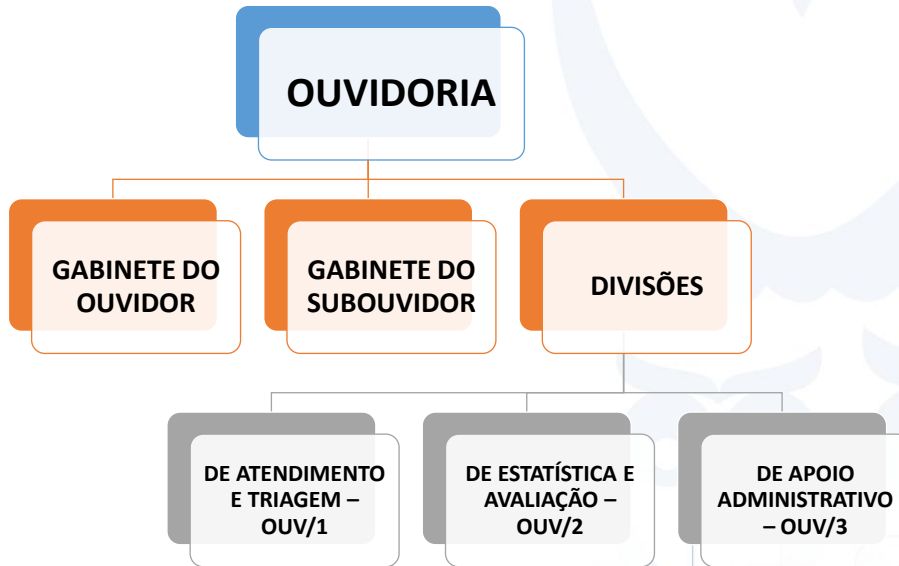 OUVIDORIA
GABINETE DO
OUVIDOR
GABINETE DO
SUBOUVIDOR
DIVISÕES
DE ATENDIMENTO
E TRIAGEM –
OUV/1
DE ESTATÍSTICA E
AVALIAÇÃO –
OUV/2
DE APOIO
ADMINISTRATIVO
– OUV/3